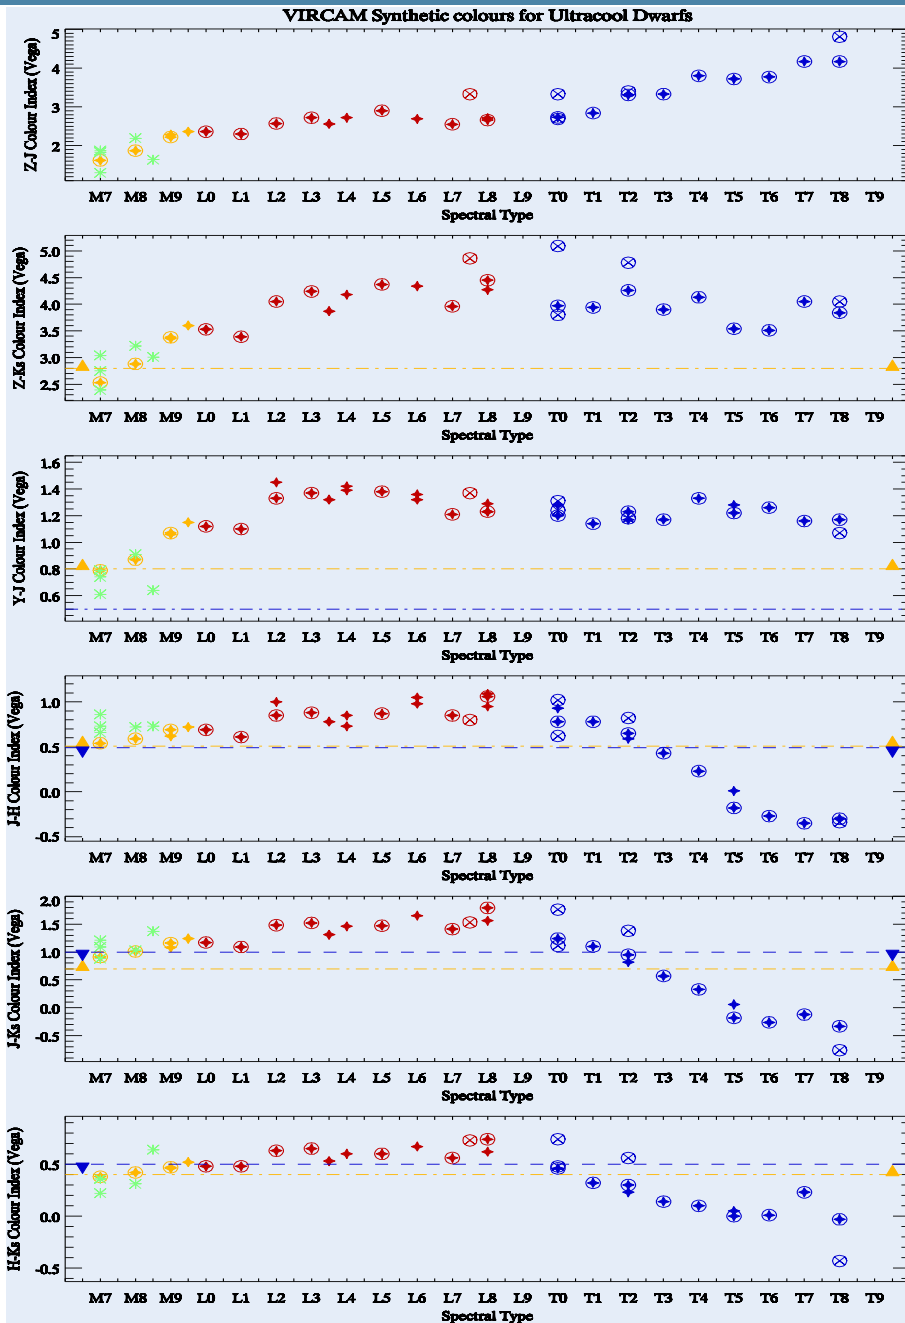 VIRCAM Synthetic colours for Ultracool Dwarfs
Z-J Colour Index (Vega)
5
4
3
2
M7 M8 M9 L0 L1 L2 L3 L4 L5 L6 L7 L8 L9 T0 T1 T2 T3 T4 T5 T6 T7 T8 T9
Spectral Type
Z-Ks Colour Index (Vega)
5.0
4.5
4.0
3.5
3.0
2.5
M7 M8 M9 L0 L1 L2 L3 L4 L5 L6 L7 L8 L9 T0 T1 T2 T3 T4 T5 T6 T7 T8 T9
Spectral Type
Y-J Colour Index (Vega)
1.6
1.4
1.2
1.0
0.8
0.6
M7 M8 M9 L0 L1 L2 L3 L4 L5 L6 L7 L8 L9 T0 T1 T2 T3 T4 T5 T6 T7 T8 T9
Spectral Type
J-H Colour Index (Vega)
1.0
0.5
0.0
-0.5
M7 M8 M9 L0 L1 L2 L3 L4 L5 L6 L7 L8 L9 T0 T1 T2 T3 T4 T5 T6 T7 T8 T9
Spectral Type
J-Ks Colour Index (Vega)
2.0
1.5
1.0
0.5
0.0
-0.5
M7 M8 M9 L0 L1 L2 L3 L4 L5 L6 L7 L8 L9 T0 T1 T2 T3 T4 T5 T6 T7 T8 T9
Spectral Type
H-Ks Colour Index (Vega)
0.5
0.0
-0.5
M7 M8 M9 L0 L1 L2 L3 L4 L5 L6 L7 L8 L9 T0 T1 T2 T3 T4 T5 T6 T7 T8 T9
Spectral Type